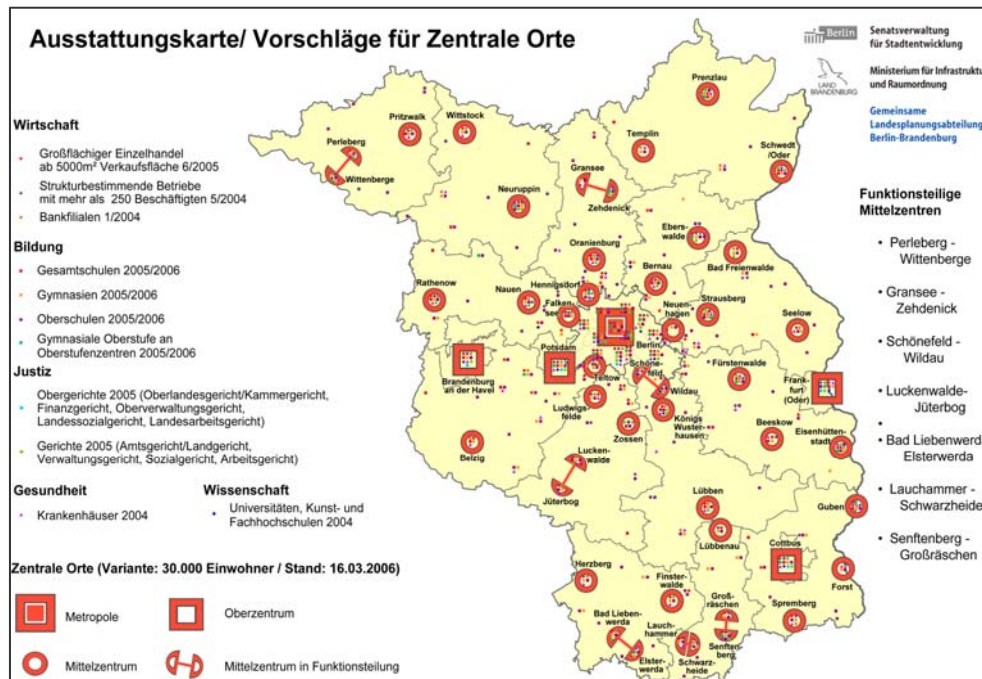 Ausstattungskarte/ Vorschläge für Zentrale Orte
Berlin
Senatsverwaltung
für Stadtentwicklung
LAND
BRANDENBURG
Ministerium für Infrastruktu
und Raumordnung
Gemeinsame
Landesplanungsabteilung
Berlin-Brandenburg
Wirtschaft
Großflächiger Einzelhandel
ab 5000m² Verkaufsfläche 6/2005
Strukturbestimmende Betriebe
mit mehr als 250 Beschäftigten 5/2004
Bankfilialen 1/2004
Bildung
Gesamtschulen 2005/2006
Gymnasien 2005/2006
Oberschulen 2005/2006
Gymnasiale Oberstufe an
Oberstufenzentren 2005/2006
Justiz
Obergerichte 2005 (Oberlandesgericht/Kammergericht,
Finanzgericht, Oberverwaltungsgericht,
Landessozialgericht, Landesarbeitsgericht)
Gerichte 2005 (Amtsgericht/Landgericht,
Verwaltungsgericht, Sozialgericht, Arbeitsgericht)
Gesundheit
Krankenhäuser 2004
Wissenschaft
Universitäten, Kunst- und
Fachhochschulen 2004
Zentrale Orte (Variante: 30.000 Einwohner / Stand: 16.03.2006)
Metropole
Oberzentrum
Mittelzentrum
Mittelzentrum in Funktionsteilung
Prenzlau
Pritzwalk
Wittstock
Perleberg
Wittenberge
Templin
Schwedt
/Oder
Gransee
Zehdenick
Neuruppin
Ebers-
walde
Oranienburg
Bad Freienwalde
Bernau
Rathenow
Nauen
Hennigsdorf
Falken-
see
Neuen-
hagen
Strausberg
Seelow
Berlin
Potsdam
Brandenburg
an der Havel
Schöne-
feld
Teltow
Wildau
Fürstenwalde
Frank-
furt
(Oder)
Ludwigs-
felde
Königs
Wuster-
hausen
Zossen
Beeskow
Eisenhütten-
stadt
Belzig
Lucken-
walde
Jüterbog
Lübben
Guben
Lübbenau
Cottbus
Forst
Herzberg
Finster-
walde
Groß-
räschen
Spremberg
Bad Lieben-
werda
Lauch-
hammer
Elster-
werda
Schwarz-
heide
Senften-
berg
Funktionsteilige
Mittelzentren
• Perleberg -
Wittenberge
• Gransee -
Zehdenick
• Schönefeld -
Wildau
• Luckenwalde-
Jüterbog
•
• Bad Liebenwerd
Elsterwerda
• Lauchammer -
Schwarzheide
• Senftenberg -
Großräschen